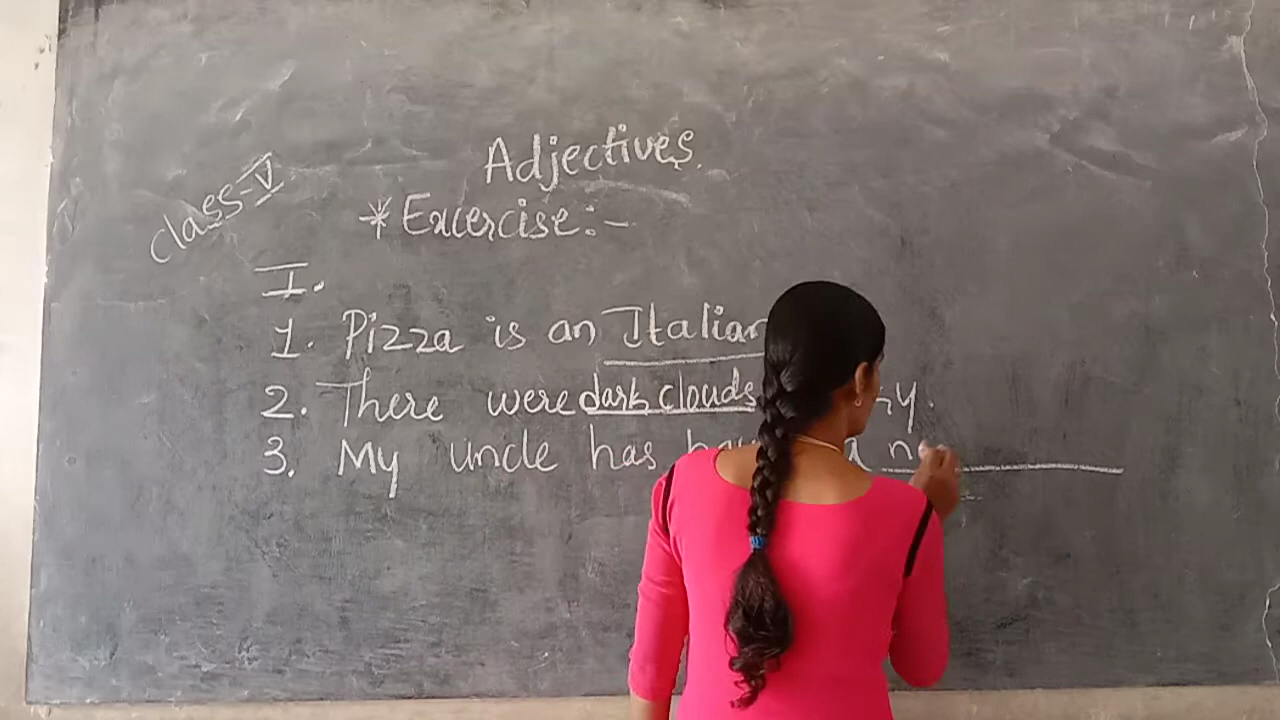 Adjectives.
class-V
* Excercise:-
I.
1. Pizza is an Italian
2. There were dark clouds
3. My uncle has